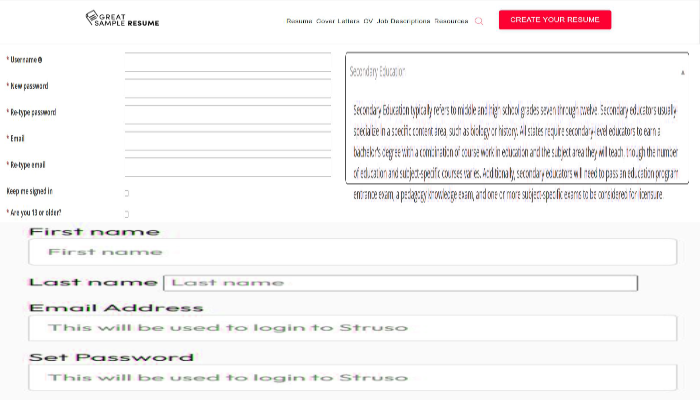 GREAT
SAMPLE RESUME
Resume Cover Letters CV Job Descriptions Resources
CREATE YOUR RESUME
* Username
* New password
* Re-type password
* Email
* Re-type email
Keep me signed in
* Are you 13 or older?
Secondary Education
Secondary Education typically refers to middle and high school grades seven through twelve. Secondary educators usually
specialize in a specific content area, such as biology or history. All states require secondary-level educators to earn a
bachelor's degree with a combination of course work in education and the subject area they will teach, though the number
of education and subject-specific courses varies. Additionally, secondary educators will need to pass an education program
entrance exam, a pedagogy knowledge exam, and one or more subject-specific exams to be considered for licensure.
First name
First name
Last name Last name
Email Address
This will be used to login to Struso
Set Password
This will be used to login to Struso